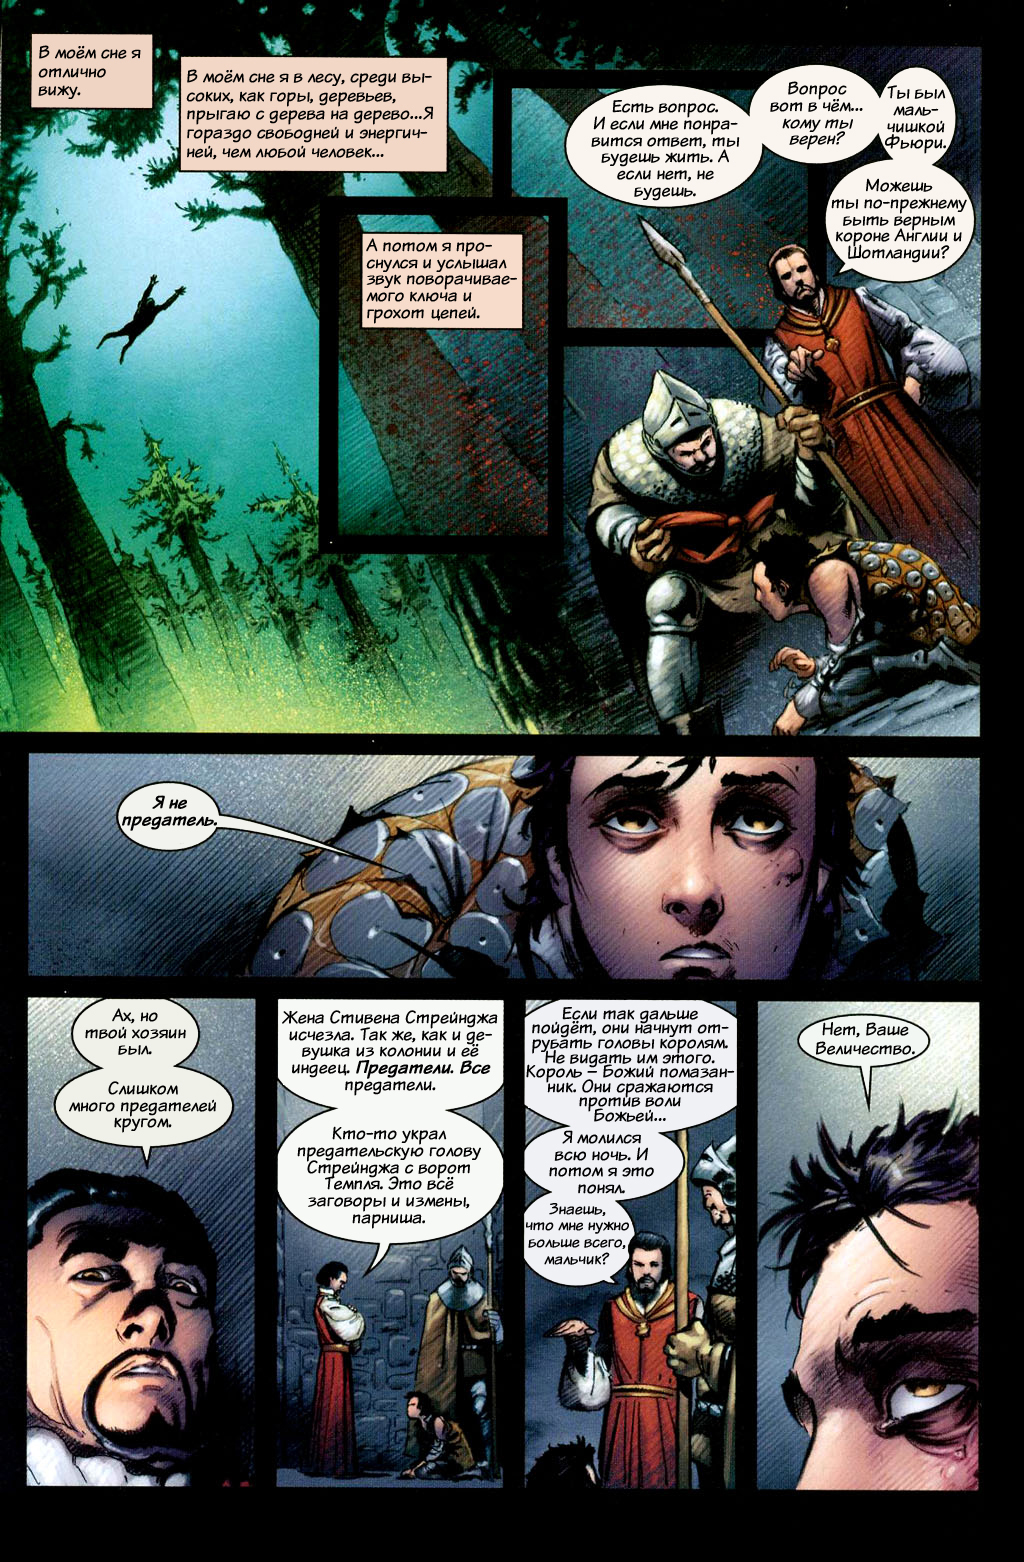 В моём сне я
отлично
вижу.
В моём сне я в лесу, среди вы-
соких, как горы, деревьев,
прыгаю с дерева на дерево...Я
гораздо свободней и энергич-
ней, чем любой человек...
А потом я про-
снулся и услышал
звук поворачивае-
мого ключа и
грохот цепей.
Есть вопрос.
И если мне понра-
вится ответ, ты
будешь жить. А
если нет, не
будешь.
Вопрос
вот в чём...
кому ты
верен?
Ты был
маль-
чишкой
Фьюри.
Можешь
ты по-прежнему
быть верным
короне Англии и
Шотландии?
Я не
предатель.
Ах, но
твой хозяин
был.
Слишком
много предателей
кругом.
Жена Стивена Стрейнджа
исчезла. Так же, как и де-
вушка из колонии и её
индеец. Предатели. Все
предатели.
Кто-то украл
предательскую голову
Стрейнджа с ворот
Темпля. Это всё
заговоры и измены,
парниша.
Если так дальше
пойдёт, они начнут от-
рубать головы королям.
Не видать им этого.
Король – Божий помазан-
ник. Они сражаются
против воли
Божьей...
Я молился
всю ночь. И
потом я это
понял.
Знаешь,
что мне нужно
больше всего,
мальчик?
Нет, Ваше
Величество.